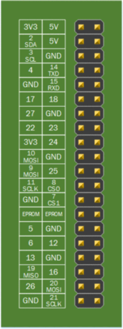 3V3 5V
2 SDA 5V
3 SCL GND
4 14 TXD
GND 15 RXD
17 18
27 GND
22 23
3V3 24
10 MOSI GND
9 MOSI 25
11 SCLK 8 CS0
GND 7 CS1
EPROM EPROM
5 GND
6 12
13 GND
19 MISO 16
26 20 MOSI
GND 21 SCLK